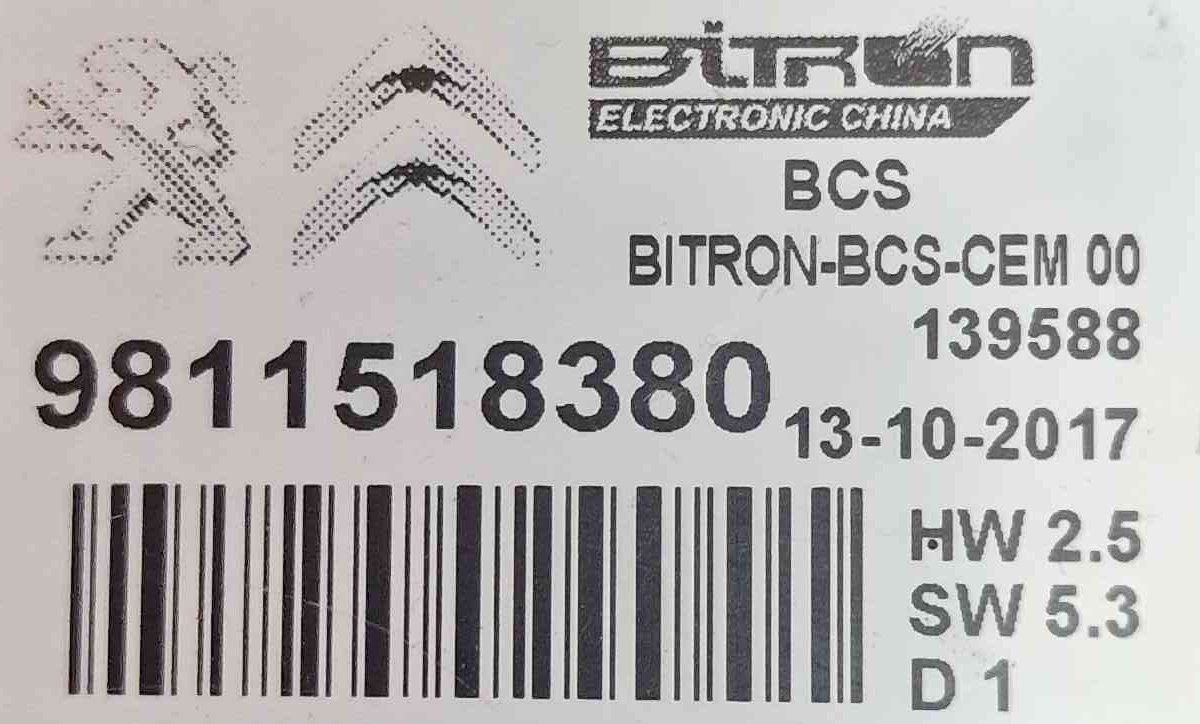 BITRON
ELECTRONIC CHINA
BCS
BITRON-BCS-CEM 00
139588
9811518380
13-10-2017
HW 2.5
SW 5.3
D 1